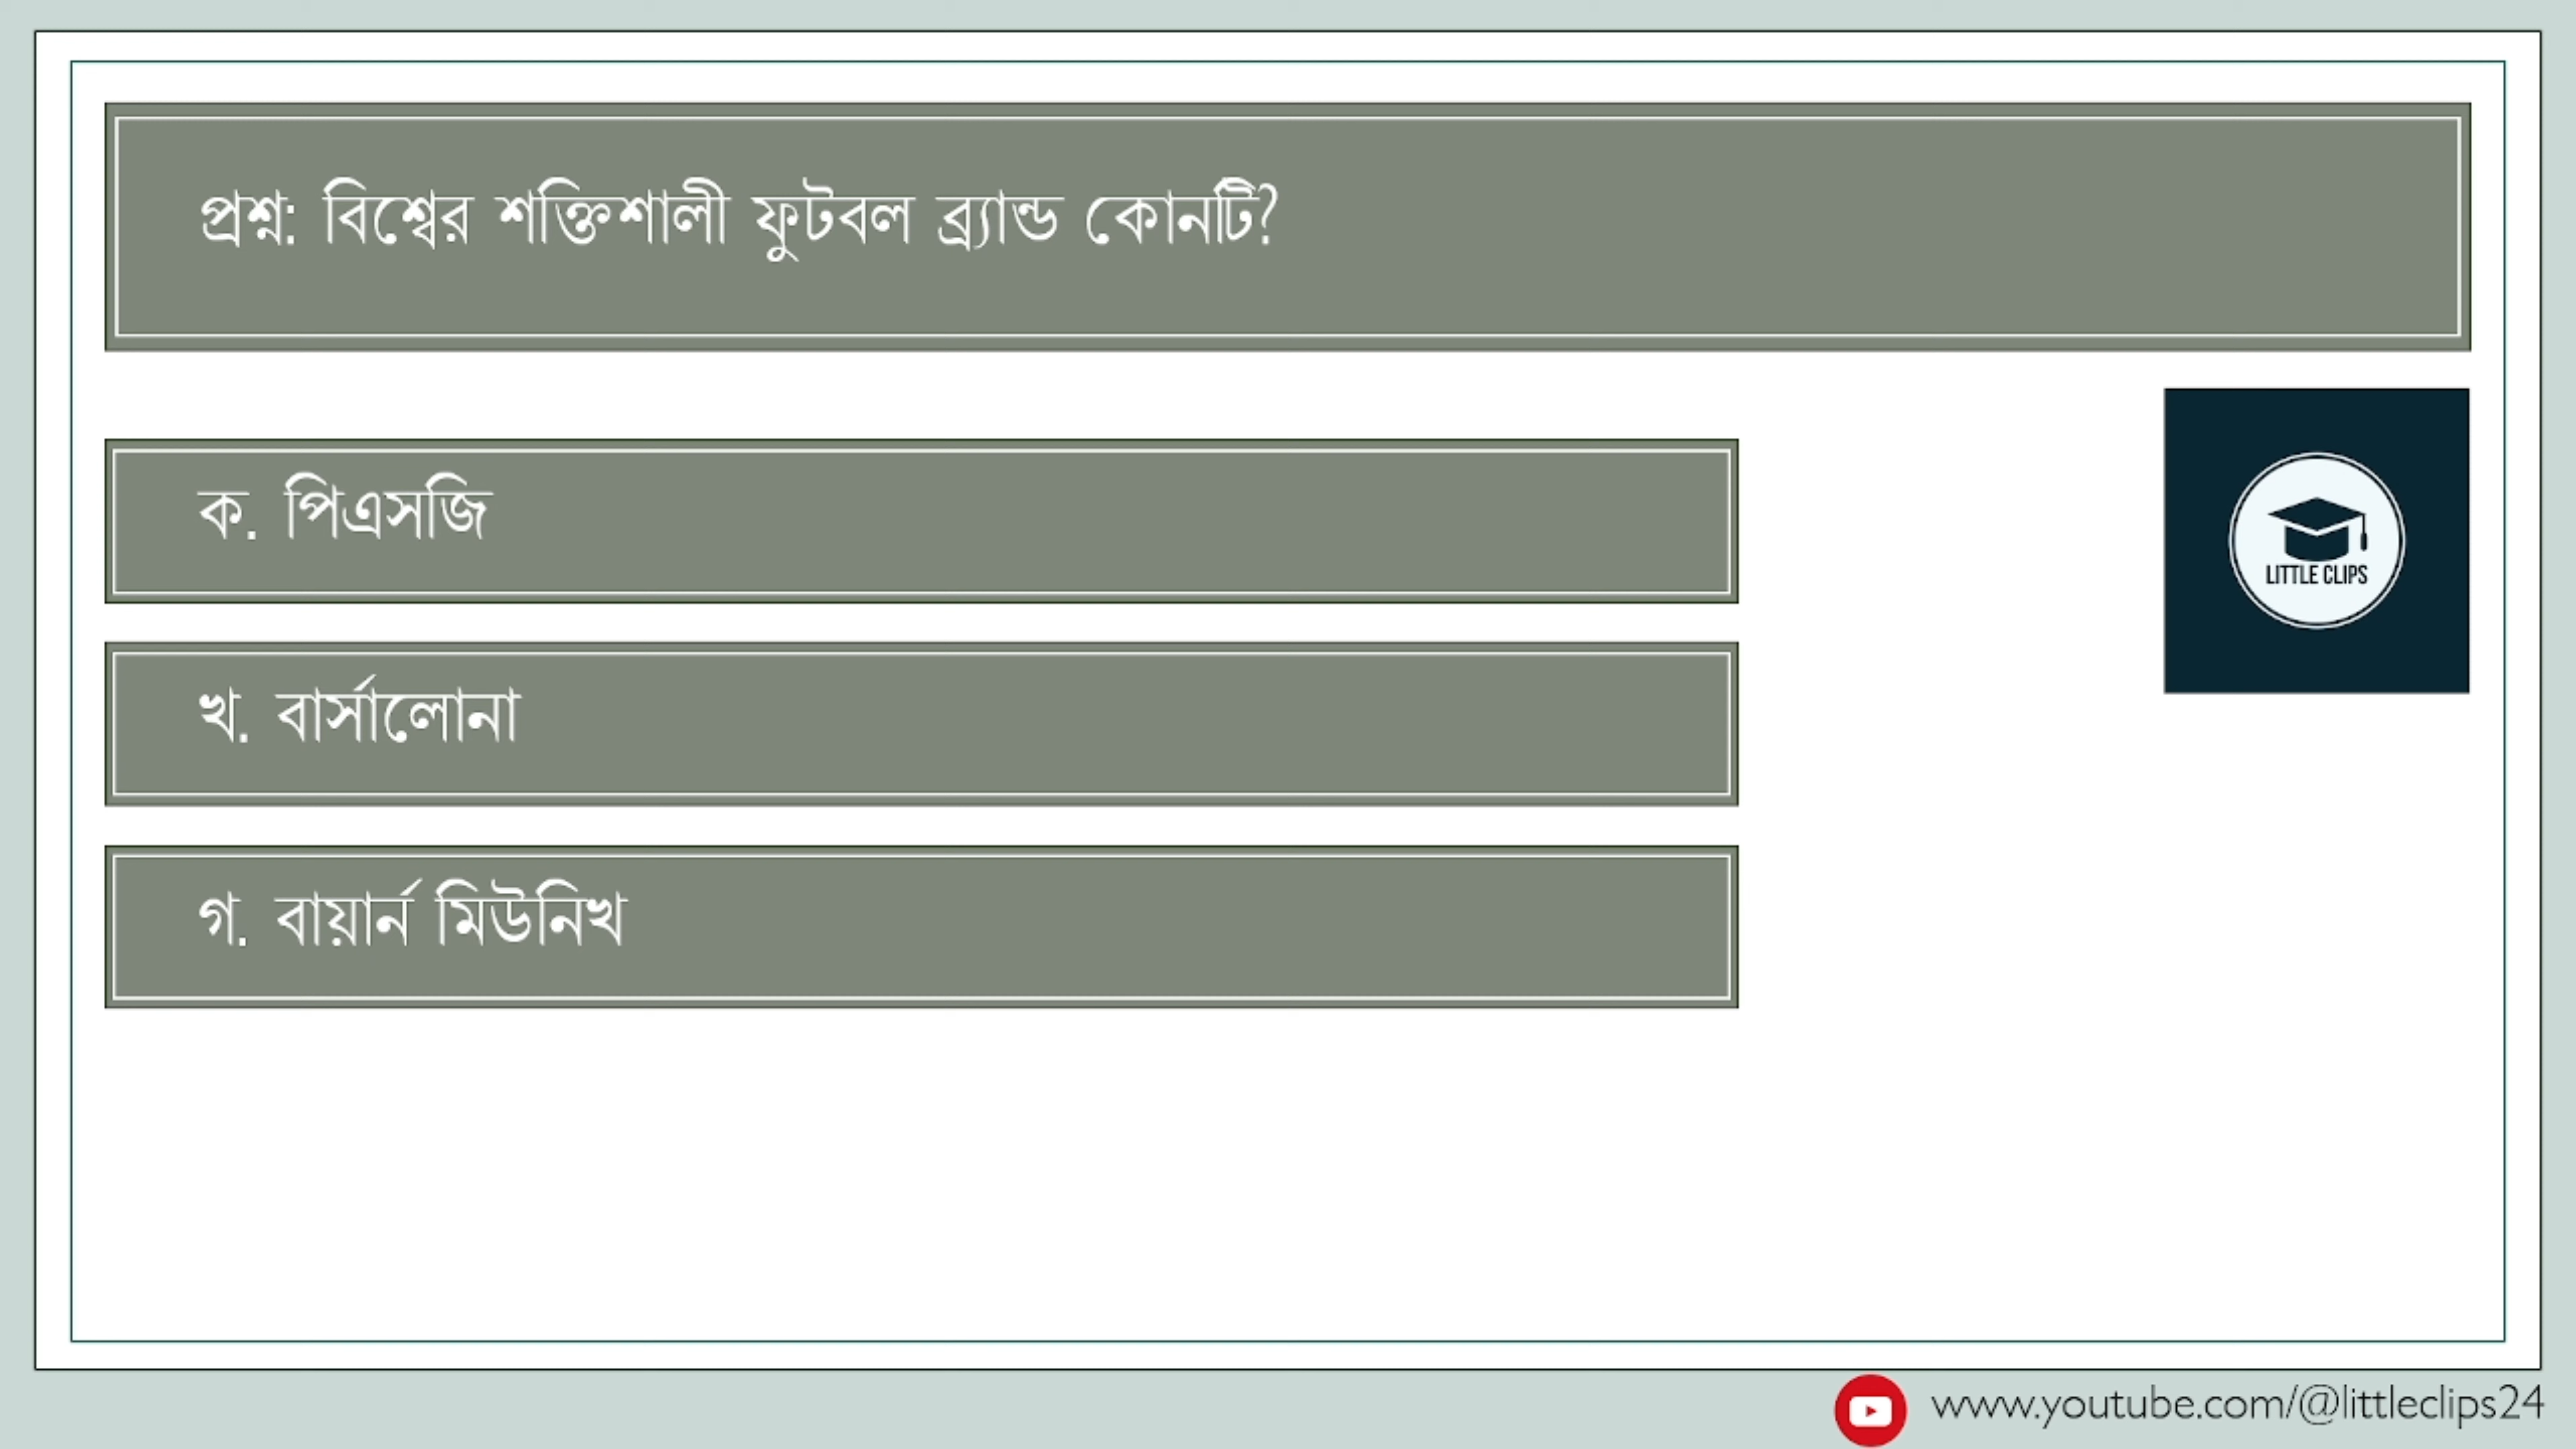 প্রশ্ন: বিশ্বের শক্তিশালী ফুটবল ব্র্যান্ড কোনটি?
ক. পিএসজি
LITTLE CLIPS
খ. বার্সালোনা
গ. বায়ার্ন মিউনিখ
www.youtube.com/@littleclips24